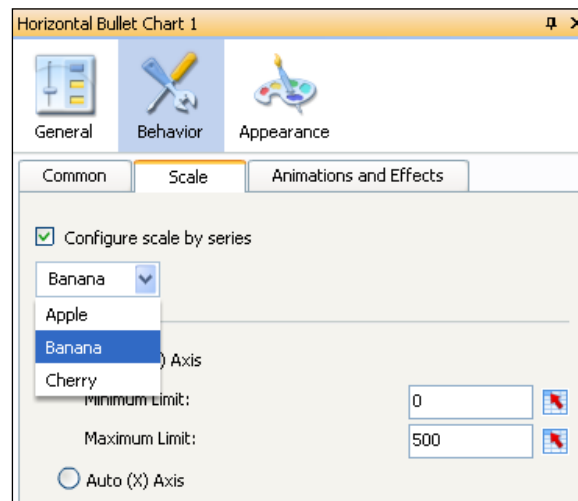 Horizontal Bullet Chart 1
General Behavior Appearance
Common Scale Animations and Effects
Configure scale by series
Banana
Apple
Banana
) Axis
Cherry
Minimum Limit: 0
Maximum Limit: 500
Auto (X) Axis